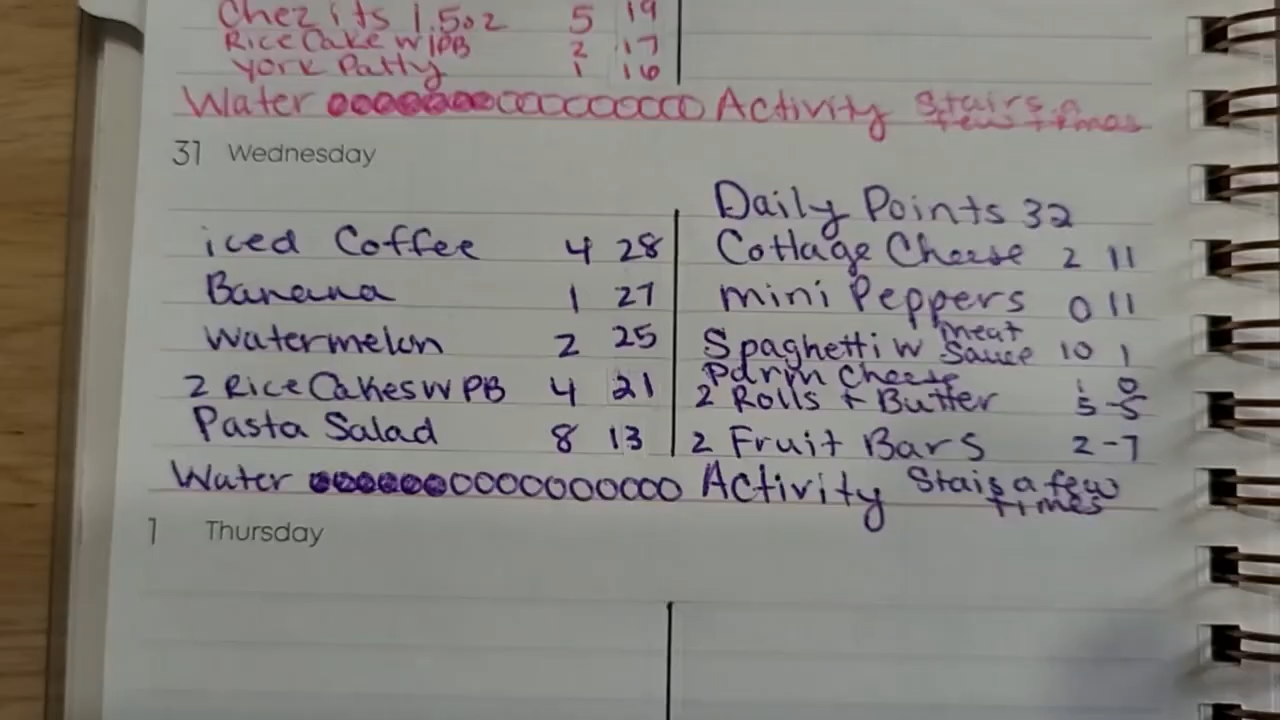 Chez its 1.5oz 5 19
Rice Cake w PB 2 17
York Patty 1 16
Water Activity Stairs a few times
31 Wednesday
iced Coffee 4 28
Banana 1 27
Watermelon 2 25
2 Rice Cakes w PB 4 21
Pasta Salad 8 13
Daily Points 32
Cottage Cheese 2 11
mini Peppers 0 11
Spaghetti w meat Sauce 10 1
Parm Cheese 1 0
2 Rolls + Butter 5 -5
2 Fruit Bars 2 -7
Water Activity Stais a few times
1 Thursday